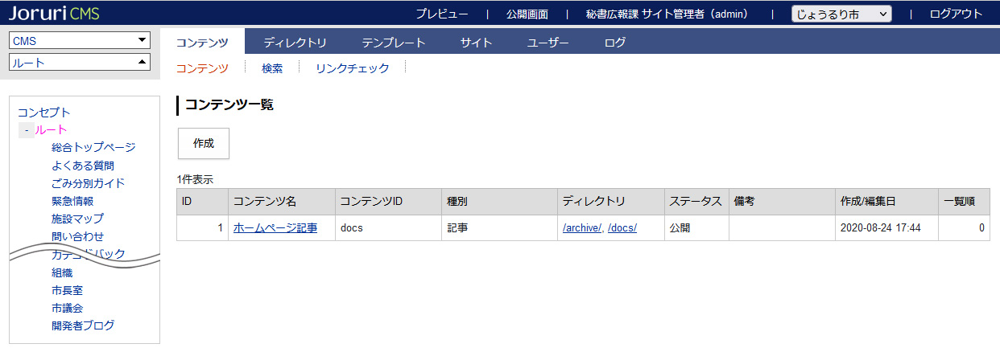 Joruri CMS プレビュー | 公開画面 | 秘書広報課 サイト管理者（admin） | じょうるり市 | ログアウト
CMS
ルート
コンテンツ ディレクトリ テンプレート サイト ユーザー ログ
コンテンツ 検索 リンクチェック
コンセプト
- ルート
総合トップページ
よくある質問
ごみ分別ガイド
緊急情報
施設マップ
問い合わせ
組織
市長室
市議会
開発者ブログ
コンテンツ一覧
作成
1件表示
ID コンテンツ名 コンテンツID 種別 ディレクトリ ステータス 備考 作成/編集日 一覧順
1 ホームページ記事 docs 記事 /archive/, /docs/ 公開 2020-08-24 17:44 0